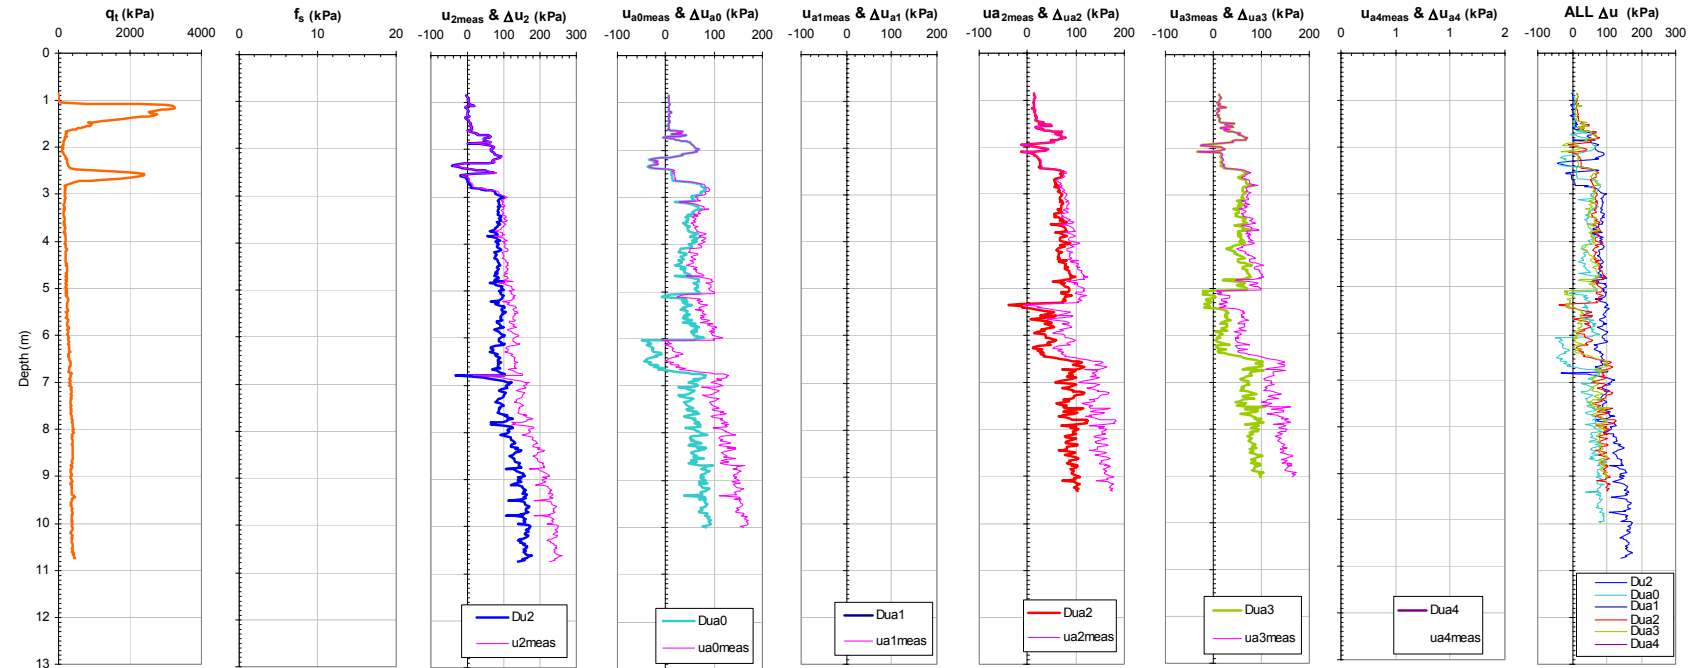 qt (kPa)
fs (kPa)
u2meas & Δu2 (kPa)
ua0meas & Δua0 (kPa)
ua1meas & Δua1 (kPa)
ua2meas & Δua2 (kPa)
ua3meas & Δua3 (kPa)
ua4meas & Δua4 (kPa)
ALL Δu (kPa)
0 2000 4000
0 10 20
-100 0 100 200 300
-100 0 100 200
-100 0 100 200
-100 0 100 200
-100 0 100 200
0 1 1 2
-100 0 100 200 300
0
1
2
3
4
5
6
7
8
9
10
11
12
13
Depth (m)
Du2
u2meas
Dua0
ua0meas
Dua1
ua1meas
Dua2
ua2meas
Dua3
ua3meas
Dua4
ua4meas
Du2
Dua0
Dua1
Dua2
Dua3
Dua4